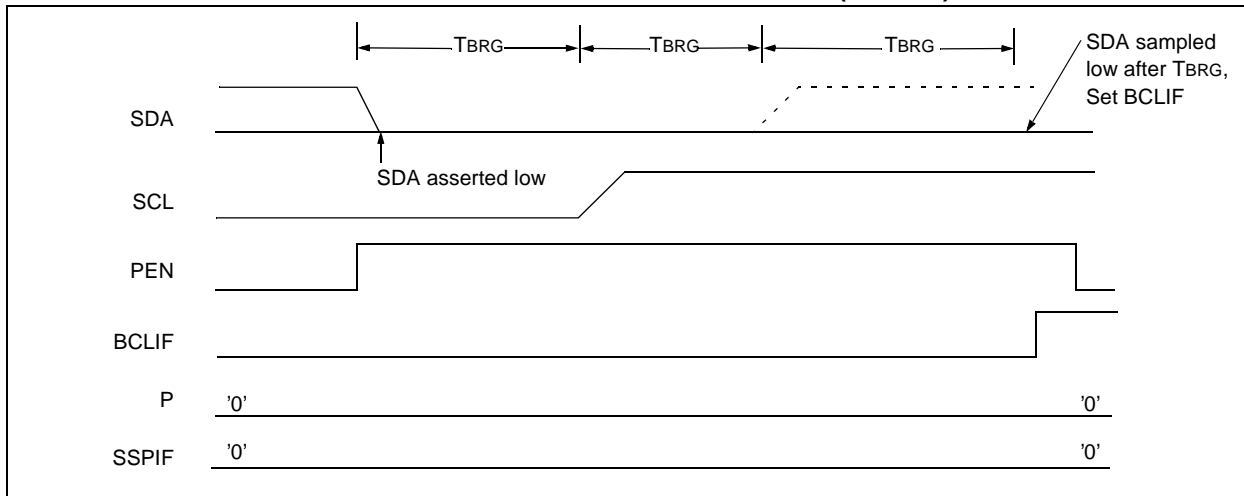 TBRG TBRG TBRG
SDA sampled
low after TBRG,
Set BCLIF
SDA
SDA asserted low
SCL
PEN
BCLIF
P '0' '0'
SSPIF '0' '0'